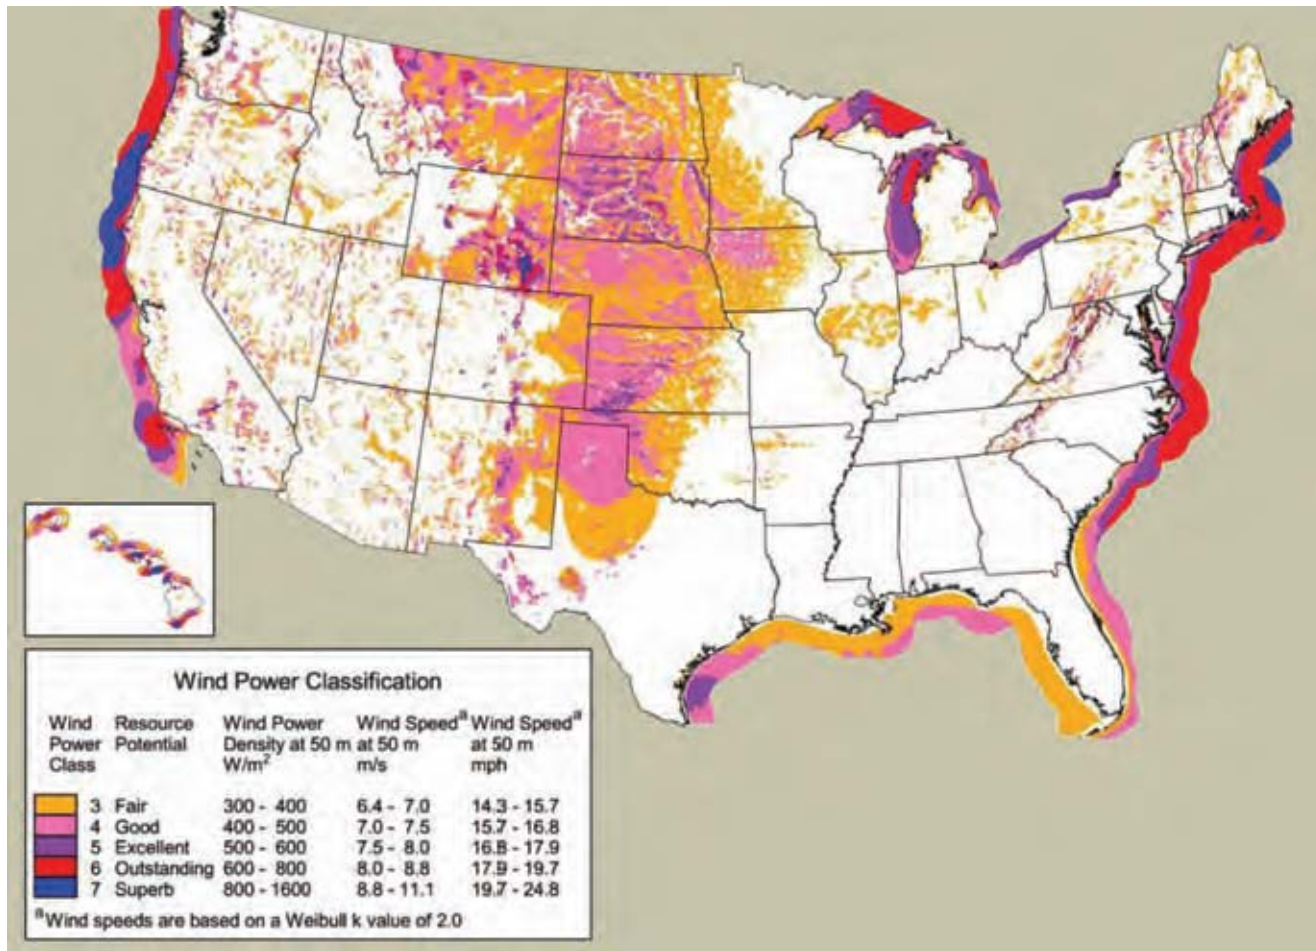 Wind Power Classification
Wind Resource Wind Power Wind Speedª Wind Speedª
Power Potential Density at 50 m at 50 m at 50 m
Class W/m² m/s mph
3 Fair 300 - 400 6.4 - 7.0 14.3 - 15.7
4 Good 400 - 500 7.0 - 7.5 15.7 - 16.8
5 Excellent 500 - 600 7.5 - 8.0 16.8 - 17.9
6 Outstanding 600 - 800 8.0 - 8.8 17.9 - 19.7
7 Superb 800 - 1600 8.8 - 11.1 19.7 - 24.8
ª Wind speeds are based on a Weibull k value of 2.0